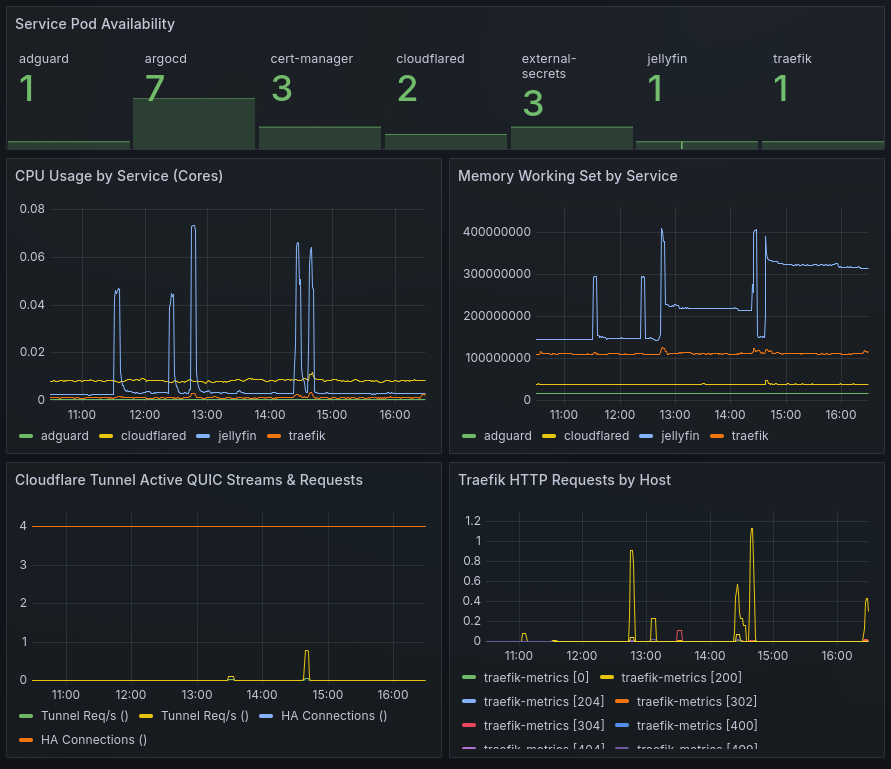 Service Pod Availability
adguard
argocd
cert-manager
cloudflared
external-
secrets
jellyfin
traefik
1
7
3
2
3
1
1
CPU Usage by Service (Cores)
0.08
0.06
0.04
0.02
0
11:00 12:00 13:00 14:00 15:00 16:00
adguard cloudflared jellyfin traefik
Memory Working Set by Service
400000000
300000000
200000000
100000000
0
11:00 12:00 13:00 14:00 15:00 16:00
adguard cloudflared jellyfin traefik
Cloudflare Tunnel Active QUIC Streams & Requests
4
3
2
1
0
11:00 12:00 13:00 14:00 15:00 16:00
Tunnel Req/s () Tunnel Req/s () HA Connections ()
HA Connections ()
Traefik HTTP Requests by Host
1.2
1
0.8
0.6
0.4
0.2
0
11:00 12:00 13:00 14:00 15:00 16:00
traefik-metrics [0] traefik-metrics [200]
traefik-metrics [204] traefik-metrics [302]
traefik-metrics [304] traefik-metrics [400]
traefik-metrics [404] traefik-metrics [499]